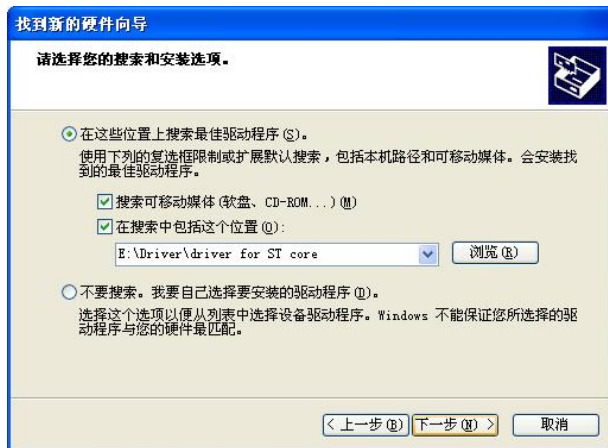 找到新的硬件向导
请选择您的搜索和安装选项。
在这些位置上搜索最佳驱动程序(S)。
使用下列的复选框限制或扩展默认搜索，包括本机路径和可移动媒体。会安装找
到的最佳驱动程序。
搜索可移动媒体(软盘、CD-ROM...)(M)
在搜索中包括这个位置(O):
E:\Driver\driver for ST core
浏览(R)
不要搜索。我要自己选择要安装的驱动程序(D)。
选择这个选项以便从列表中选择设备驱动程序。Windows 不能保证您所选择的驱
动程序与您的硬件最匹配。
< 上一步(B) 下一步(N) > 取消